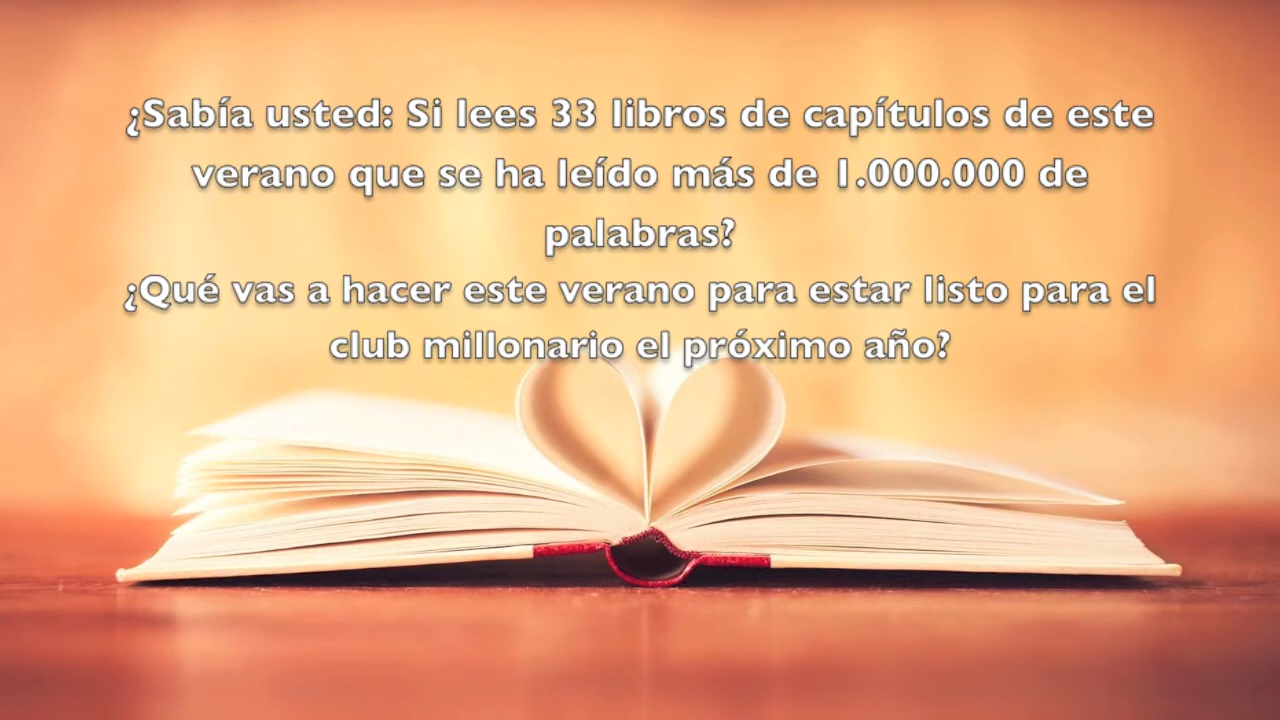 ¿Sabía usted: Si lees 33 libros de capítulos de este
verano que se ha leído más de 1.000.000 de
palabras?
¿Qué vas a hacer este verano para estar listo para el
club millonario el próximo año?